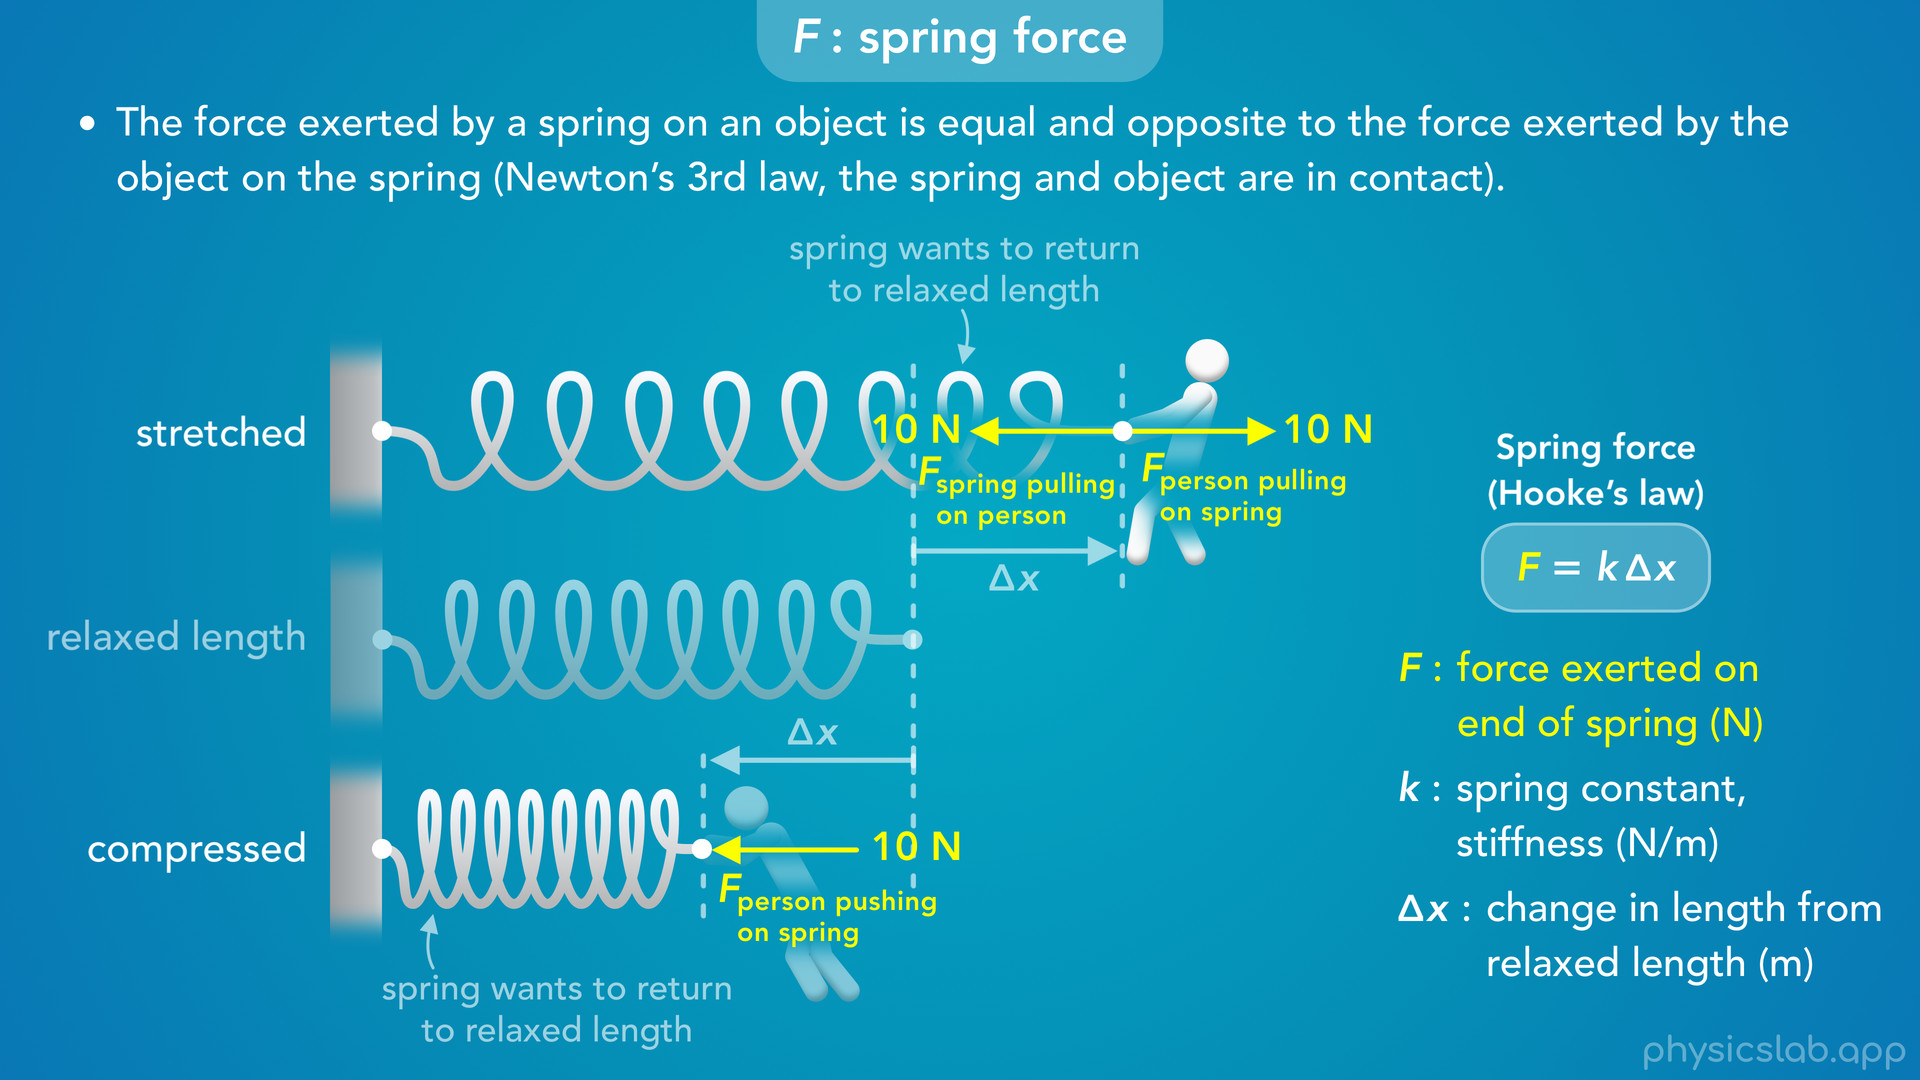 F : spring force
• The force exerted by a spring on an object is equal and opposite to the force exerted by the
object on the spring (Newton’s 3rd law, the spring and object are in contact).
spring wants to return
to relaxed length
stretched
10 N
10 N
F spring pulling
on person
F person pulling
on spring
Δx
relaxed length
Δx
compressed
10 N
F person pushing
on spring
spring wants to return
to relaxed length
Spring force
(Hooke’s law)
F = k Δx
F : force exerted on
end of spring (N)
k : spring constant,
stiffness (N/m)
Δx : change in length from
relaxed length (m)
physicslab.app